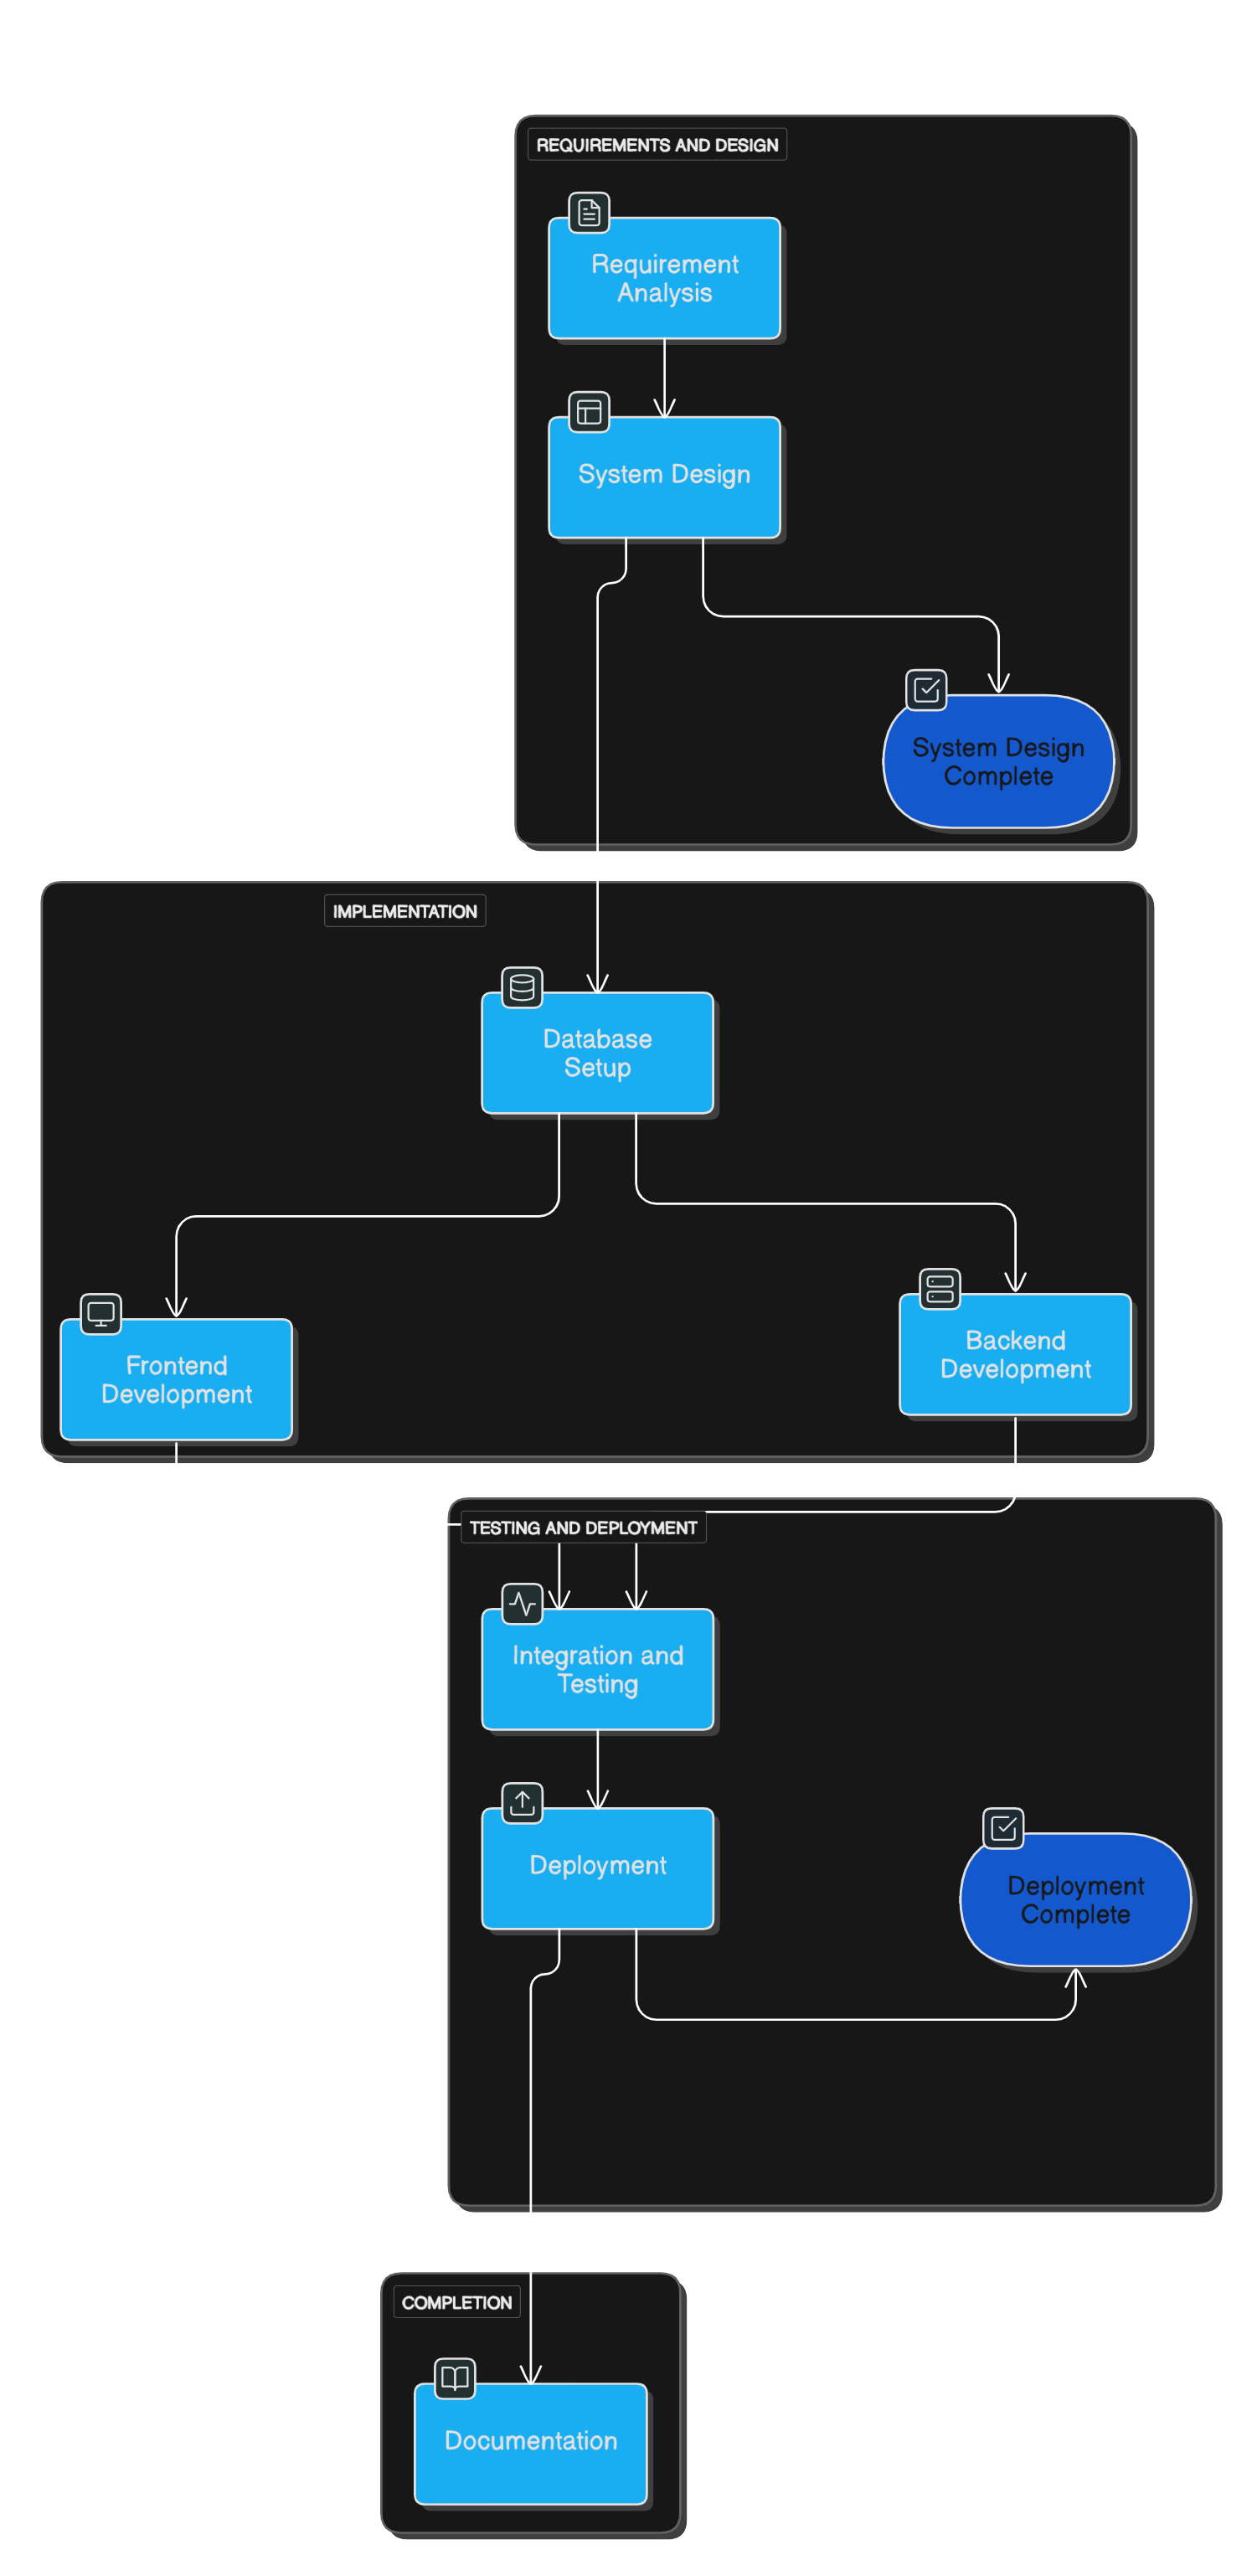 REQUIREMENTS AND DESIGN
Requirement
Analysis
System Design
System Design
Complete
IMPLEMENTATION
Database
Setup
Frontend
Development
Backend
Development
TESTING AND DEPLOYMENT
Integration and
Testing
Deployment
Deployment
Complete
COMPLETION
Documentation